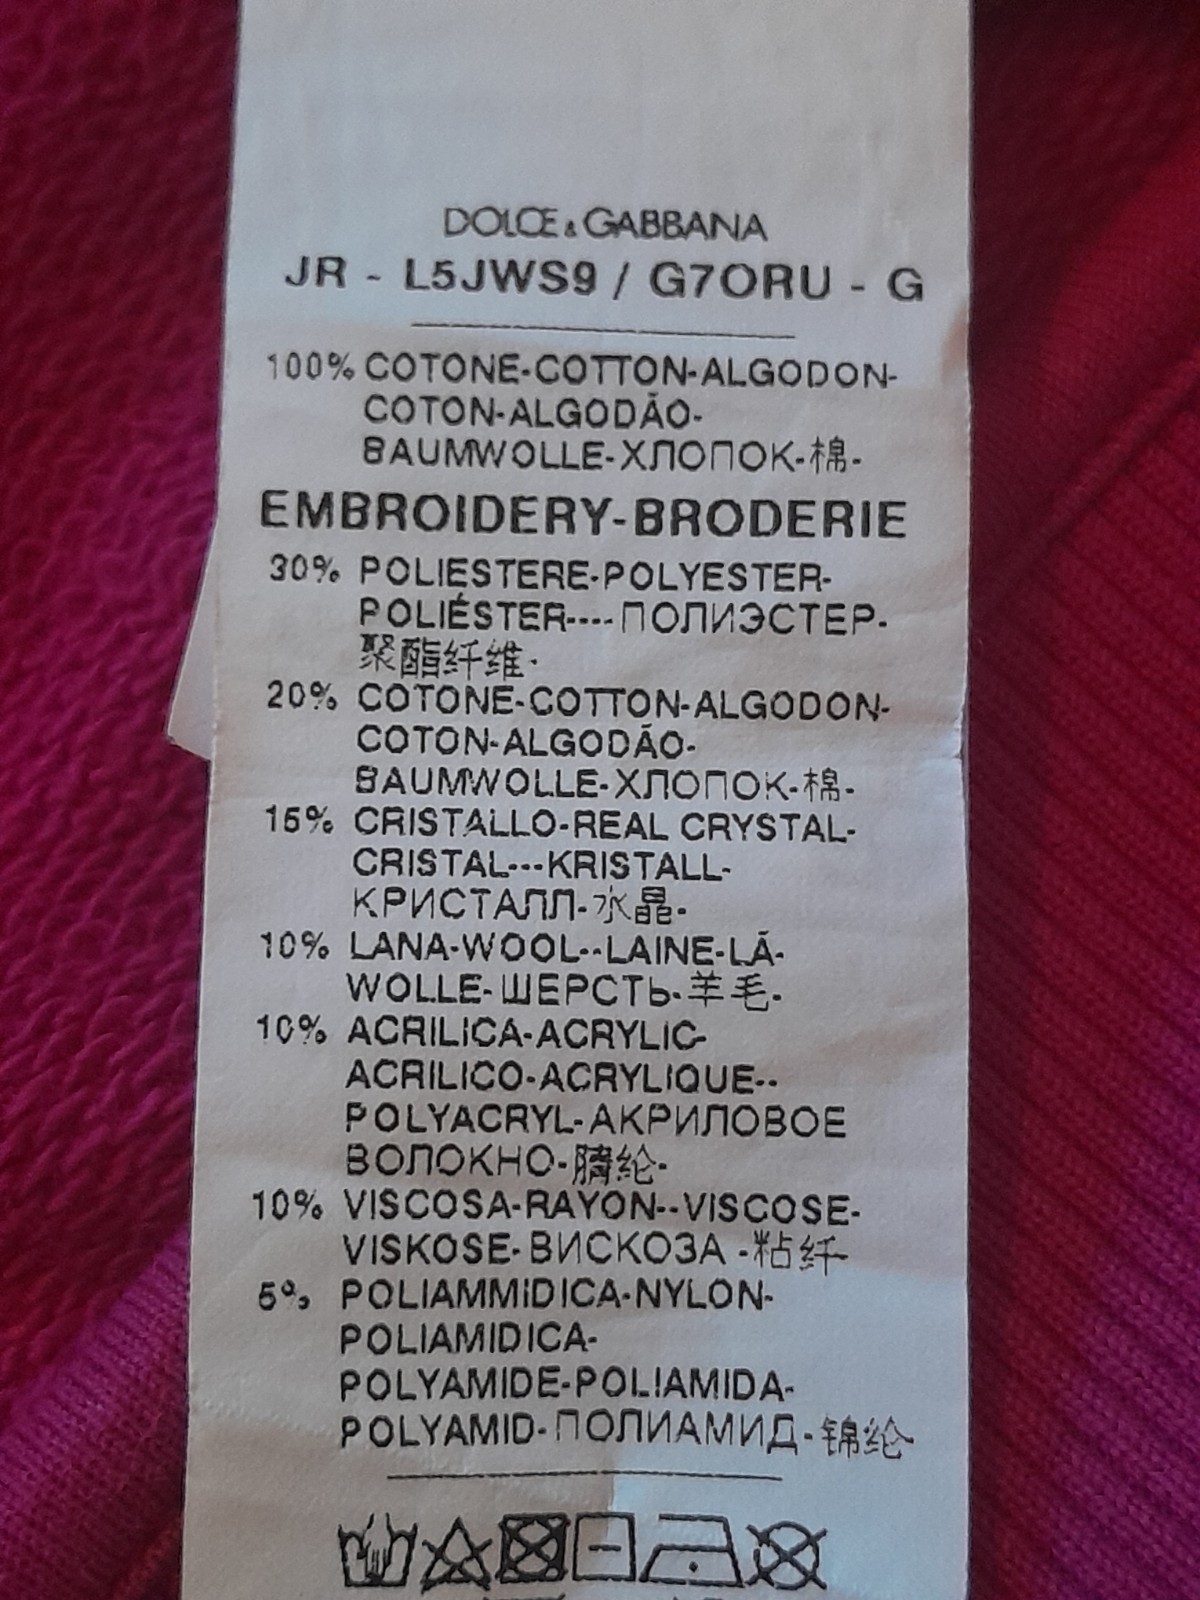 DOLCE & GABBANA
JR - L5JWS9 / G7ORU - G
100% COTONE-COTTON-ALGODON-
COTON-ALGODÃO-
BAUMWOLLE-ХЛОПОК-棉-
EMBROIDERY-BRODERIE
30% POLIESTERE-POLYESTER-
POLIÉSTER----ПОЛИЭСТЕР-
聚酯纤维-
20% COTONE-COTTON-ALGODON-
COTON-ALGODÃO-
BAUMWOLLE-ХЛОПОК-棉-
15% CRISTALLO-REAL CRYSTAL-
CRISTAL---KRISTALL-
КРИСТАЛЛ-水晶-
10% LANA-WOOL--LAINE-LÃ-
WOLLE-ШЕРСТЬ-羊毛-
10% ACRILICA-ACRYLIC-
ACRILICO-ACRYLIQUE--
POLYACRYL-АКРИЛОВОЕ
ВОЛОКНО-腈纶-
10% VISCOSA-RAYON--VISCOSE-
VISKOSE-ВИСКОЗА -粘纤-
5% POLIAMMIDICA-NYLON-
POLIAMIDICA-
POLYAMIDE-POLIAMIDA-
POLYAMID-ПОЛИАМИД-锦纶-